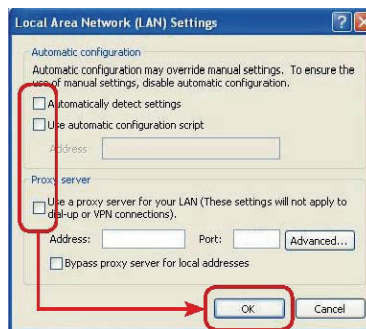 Local Area Network (LAN) Settings
Automatic configuration
Automatic configuration may override manual settings. To ensure the
use of manual settings, disable automatic configuration.
Automatically detect settings
Use automatic configuration script
Address
Proxy server
Use a proxy server for your LAN (These settings will not apply to
dial-up or VPN connections).
Address:
Port:
Advanced...
Bypass proxy server for local addresses
OK
Cancel